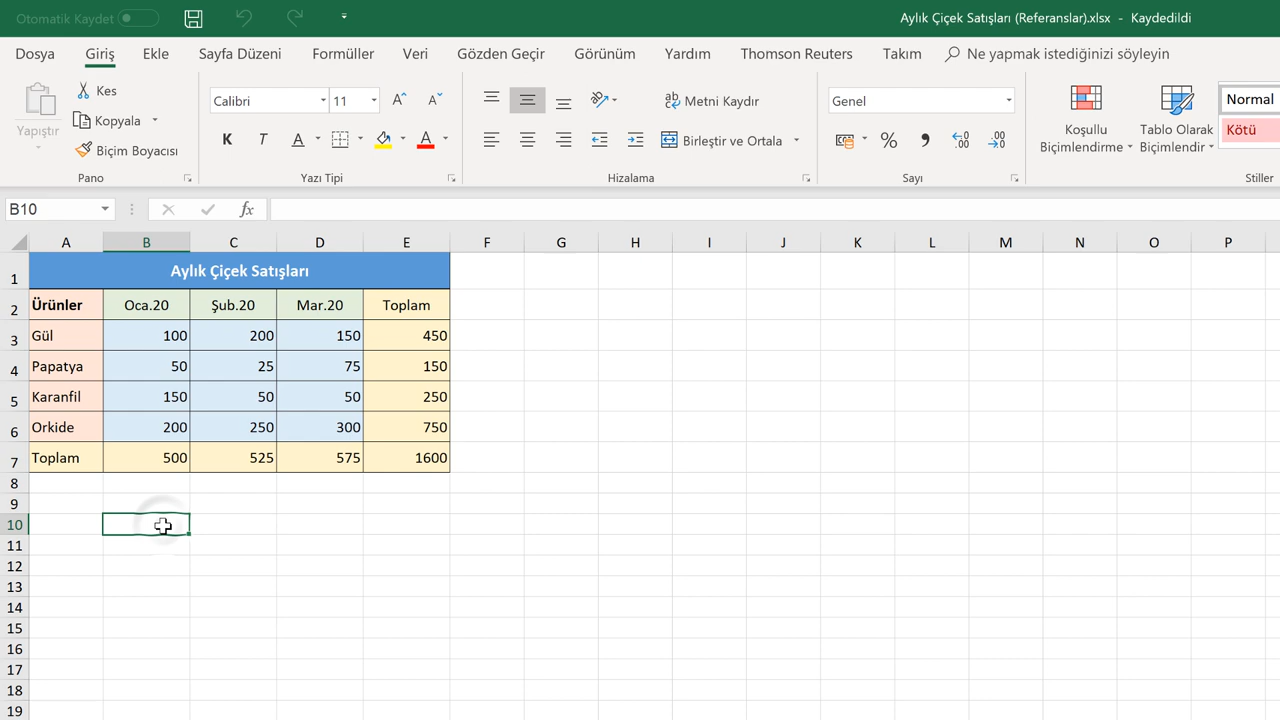 Otomatik Kaydet
Aylık Çiçek Satışları (Referanslar).xlsx - Kaydedildi
Dosya Giriş Ekle Sayfa Düzeni Formüller Veri Gözden Geçir Görünüm Yardım Thomson Reuters Takım Ne yapmak istediğinizi söyleyin
Yapıştır
Kes
Kopyala
Biçim Boyacısı
Pano
Calibri 11
K T A A
Yazı Tipi
Metni Kaydır
Birleştir ve Ortala
Hizalama
Genel
%
Sayı
Koşullu Biçimlendirme
Tablo Olarak Biçimlendir
Normal
Kötü
Stiller
B10 fx
A B C D E F G H I J K L M N O P
1 Aylık Çiçek Satışları
2 Ürünler Oca.20 Şub.20 Mar.20 Toplam
3 Gül 100 200 150 450
4 Papatya 50 25 75 150
5 Karanfil 150 50 50 250
6 Orkide 200 250 300 750
7 Toplam 500 525 575 1600
8
9
10
11
12
13
14
15
16
17
18
19